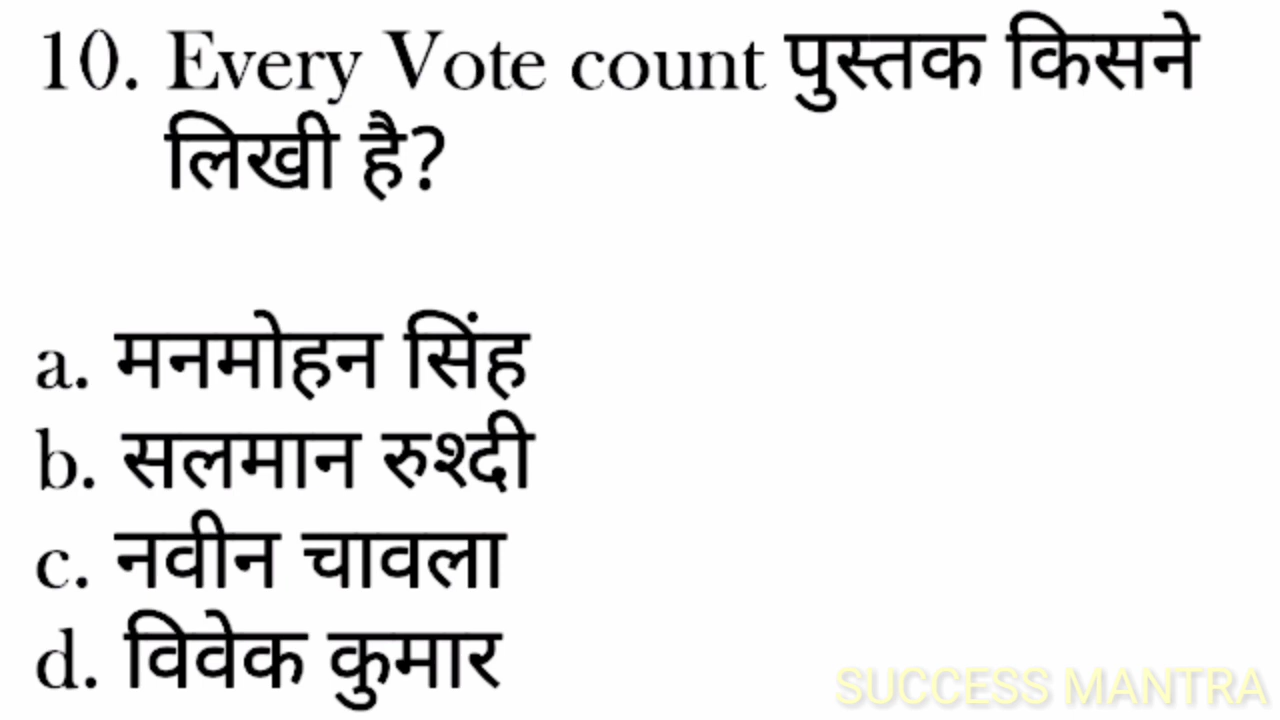 10. Every Vote count पुस्तक किसने
लिखी है?
a. मनमोहन सिंह
b. सलमान रुश्दी
c. नवीन चावला
d. विवेक कुमार
SUCCESS MANTRA